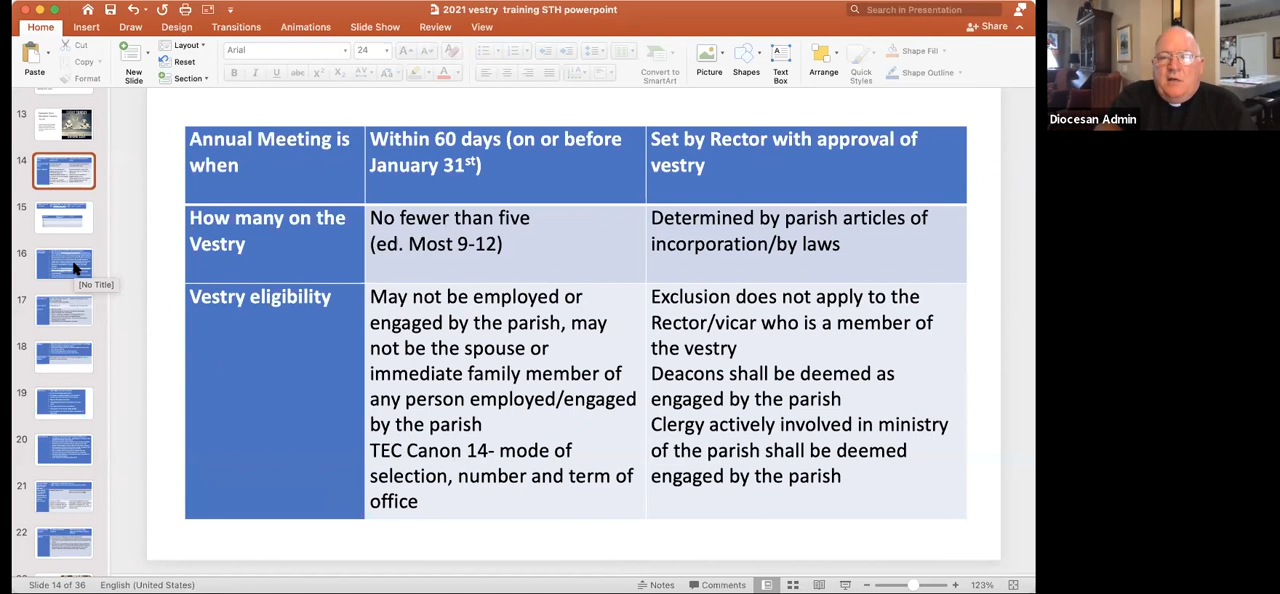 2021 vestry training STH powerpoint
Search in Presentation
Home Insert Draw Design Transitions Animations Slide Show Review View
Share
Paste
Cut
Copy
Format
New
Slide
Layout
Reset
Section
Arial 24
B I U abc X² X₂ AV Aa A
Convert to
SmartArt
Picture
Shapes
Text
Box
Arrange
Quick
Styles
Shape Fill
Shape Outline
13
14
15
16
[No Title]
17
18
19
20
21
22
Annual Meeting is
when
Within 60 days (on or before
January 31st)
Set by Rector with approval of
vestry
How many on the
Vestry
No fewer than five
(ed. Most 9-12)
Determined by parish articles of
incorporation/by laws
Vestry eligibility
May not be employed or
engaged by the parish, may
not be the spouse or
immediate family member of
any person employed/engaged
by the parish
TEC Canon 14- mode of
selection, number and term of
office
Exclusion does not apply to the
Rector/vicar who is a member of
the vestry
Deacons shall be deemed as
engaged by the parish
Clergy actively involved in ministry
of the parish shall be deemed
engaged by the parish
Slide 14 of 36 English (United States)
Notes Comments 123%
Diocesan Admin